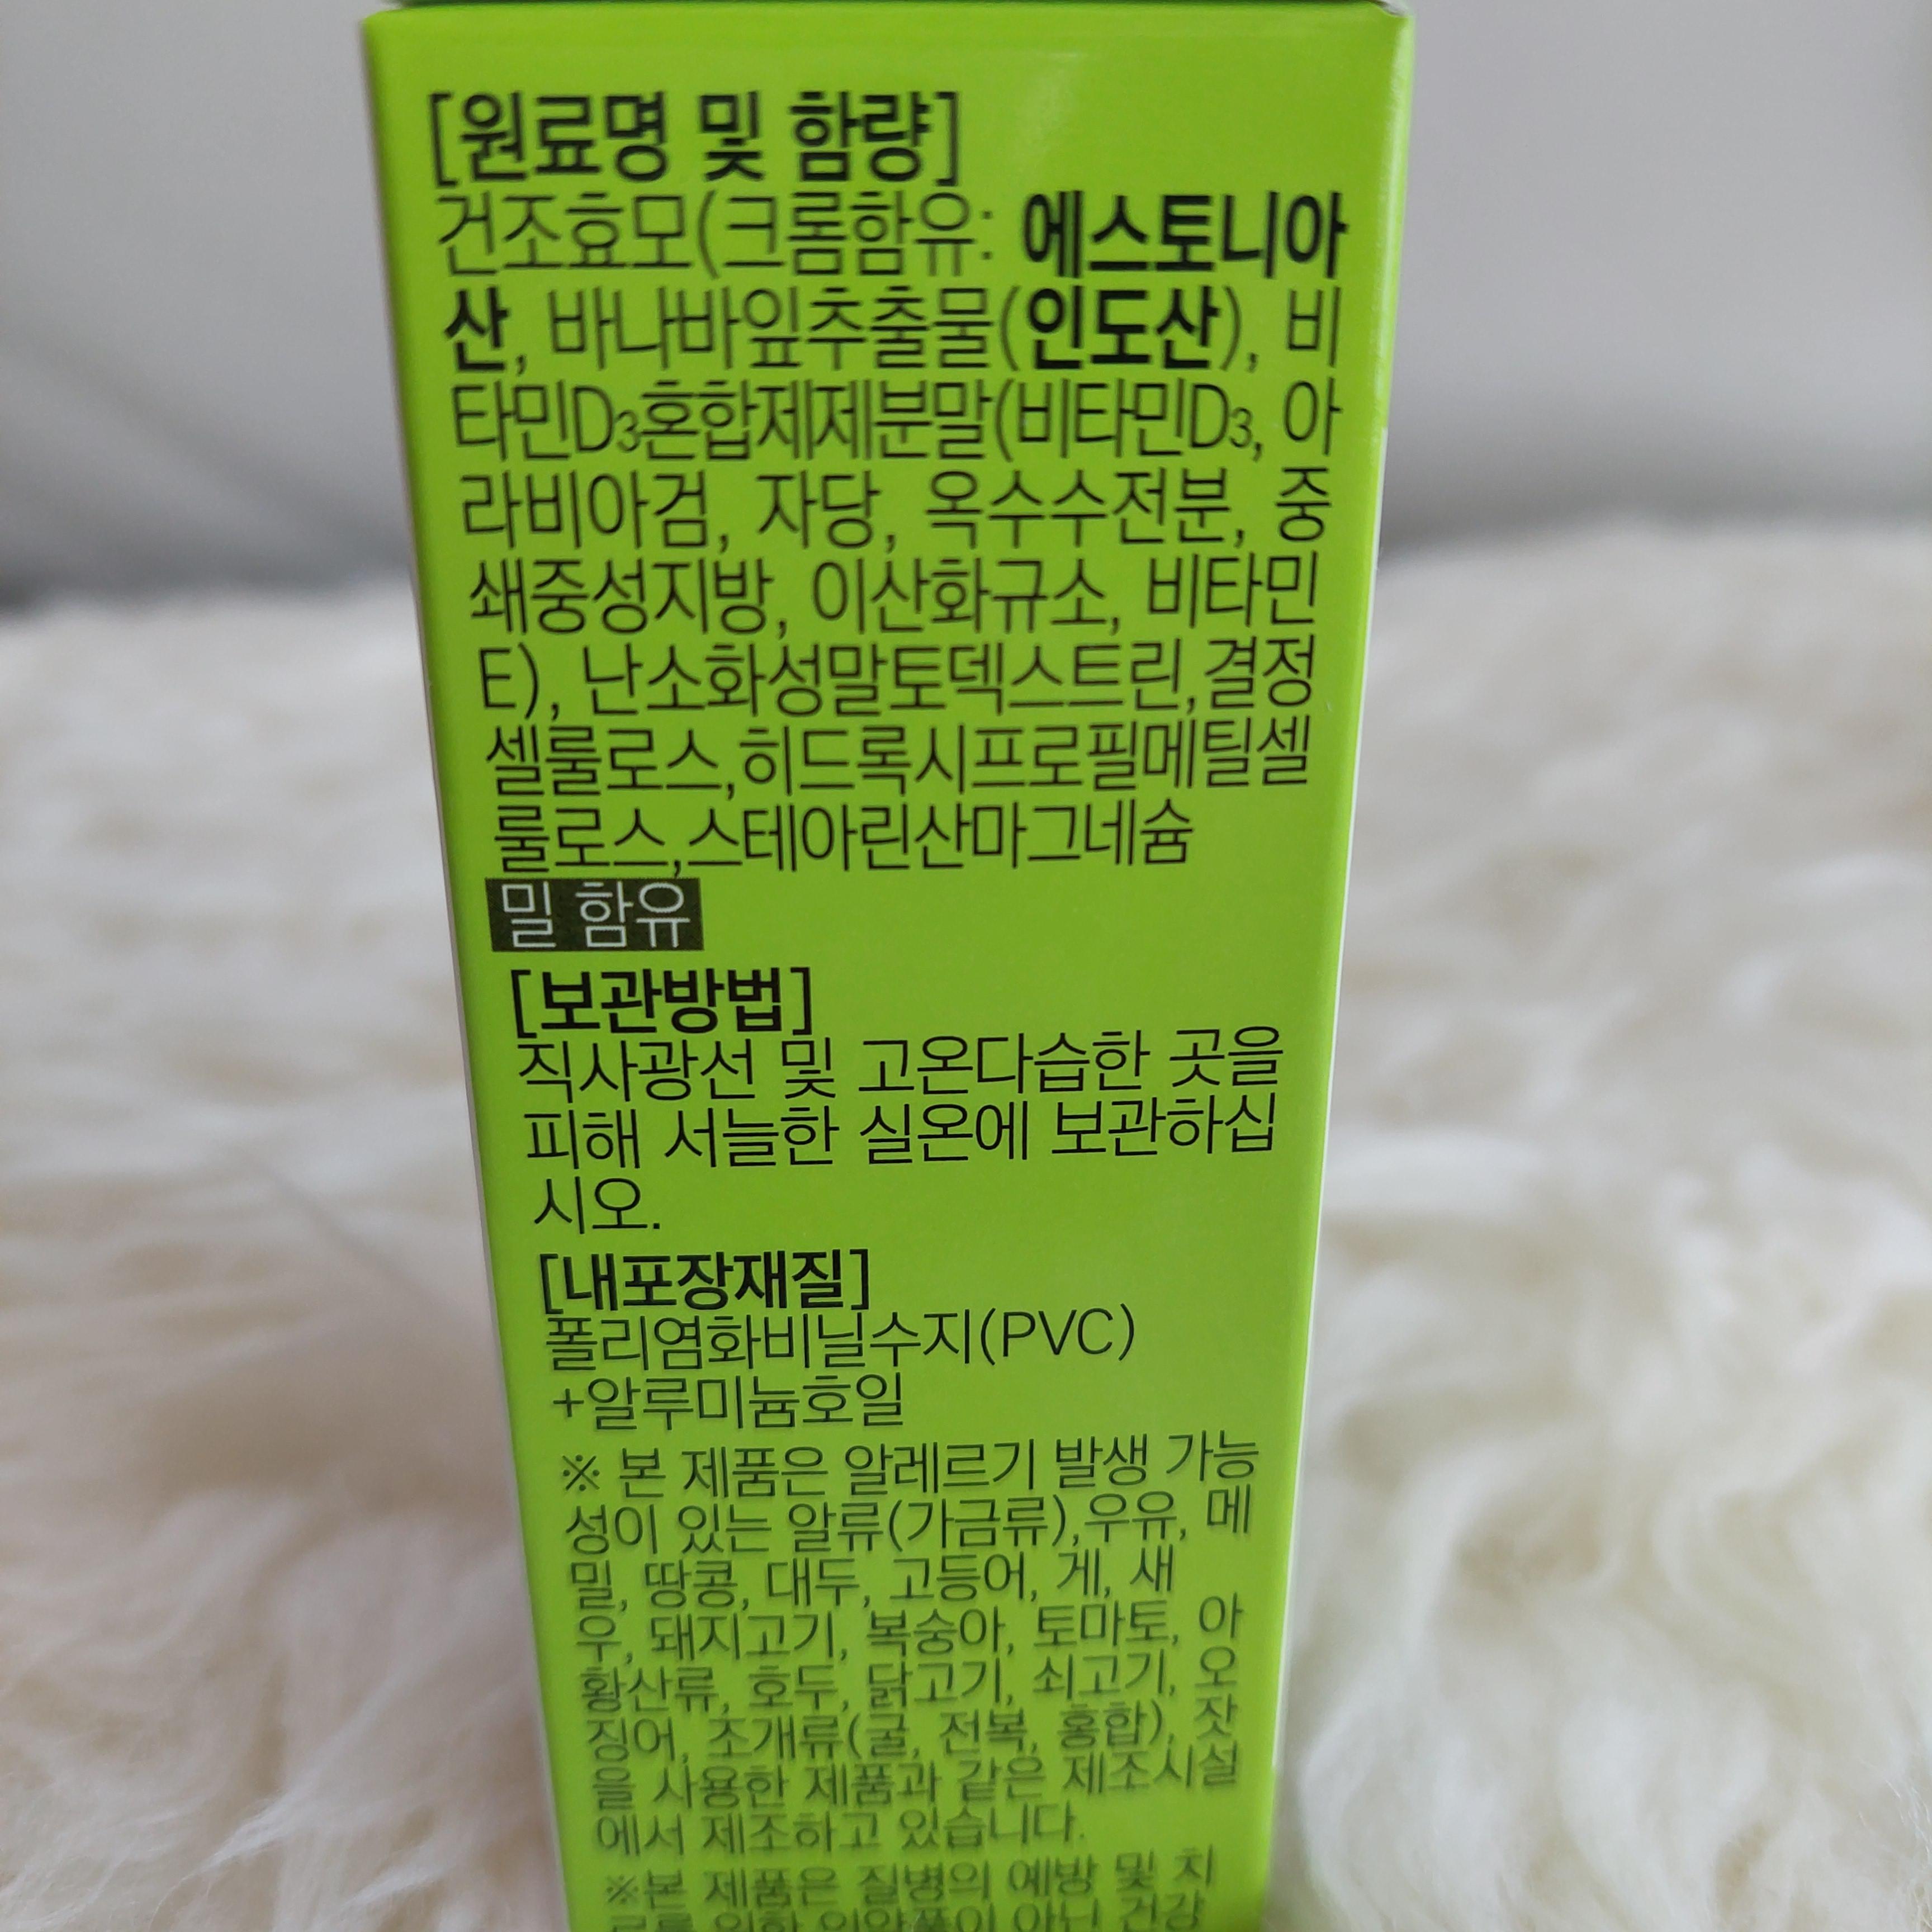 [원료명 및 함량]
건조효모(크롬함유: 에스토니아
산, 바나바잎추출물(인도산), 비
타민D3혼합제제분말(비타민D3, 아
라비아검, 자당, 옥수수전분, 중
쇄중성지방, 이산화규소, 비타민
E), 난소화성말토덱스트린,결정
셀룰로스,히드록시프로필메틸셀
룰로스,스테아린산마그네슘
밀 함유
[보관방법]
직사광선 및 고온다습한 곳을
피해 서늘한 실온에 보관하십
시오.
[내포장재질]
폴리염화비닐수지(PVC)
+알루미늄호일
※ 본 제품은 알레르기 발생 가능
성이 있는 알류(가금류),우유, 메
밀, 땅콩, 대두, 고등어, 게, 새
우, 돼지고기, 복숭아, 토마토, 아
황산류, 호두, 닭고기, 쇠고기, 오
징어, 조개류(굴, 전복, 홍합), 잣
을 사용한 제품과 같은 제조시설
에서 제조하고 있습니다.
※본 제품은 질병의 예방 및 치
료를 위한 의약품이 아닌 건강